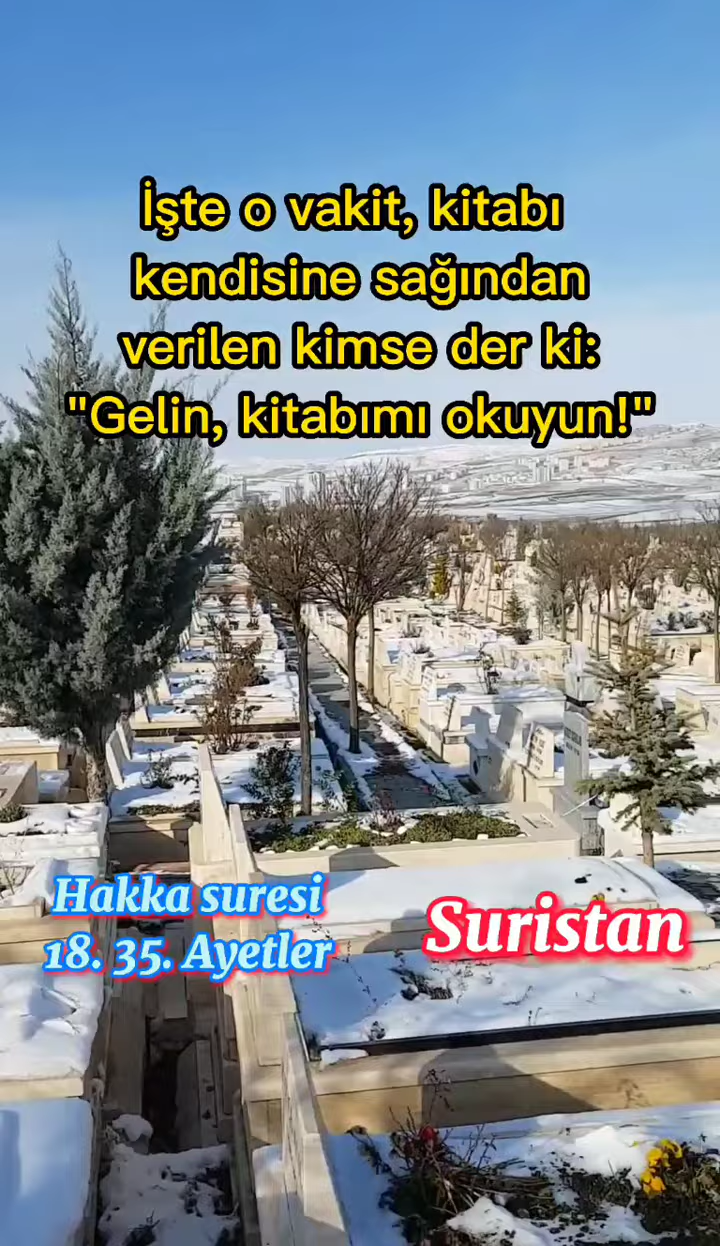 İşte o vakit, kitabı
kendisine sağından
verilen kimse der ki:
"Gelin, kitabımı okuyun!"
Hakka suresi
18. 35. Ayetler
Suristan